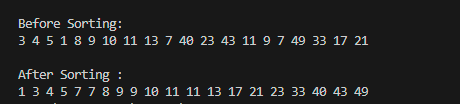 Before Sorting:
3 4 5 1 8 9 10 11 13 7 40 23 43 11 9 7 49 33 17 21
After Sorting :
1 3 4 5 7 7 8 9 9 10 11 11 13 17 21 23 33 40 43 49